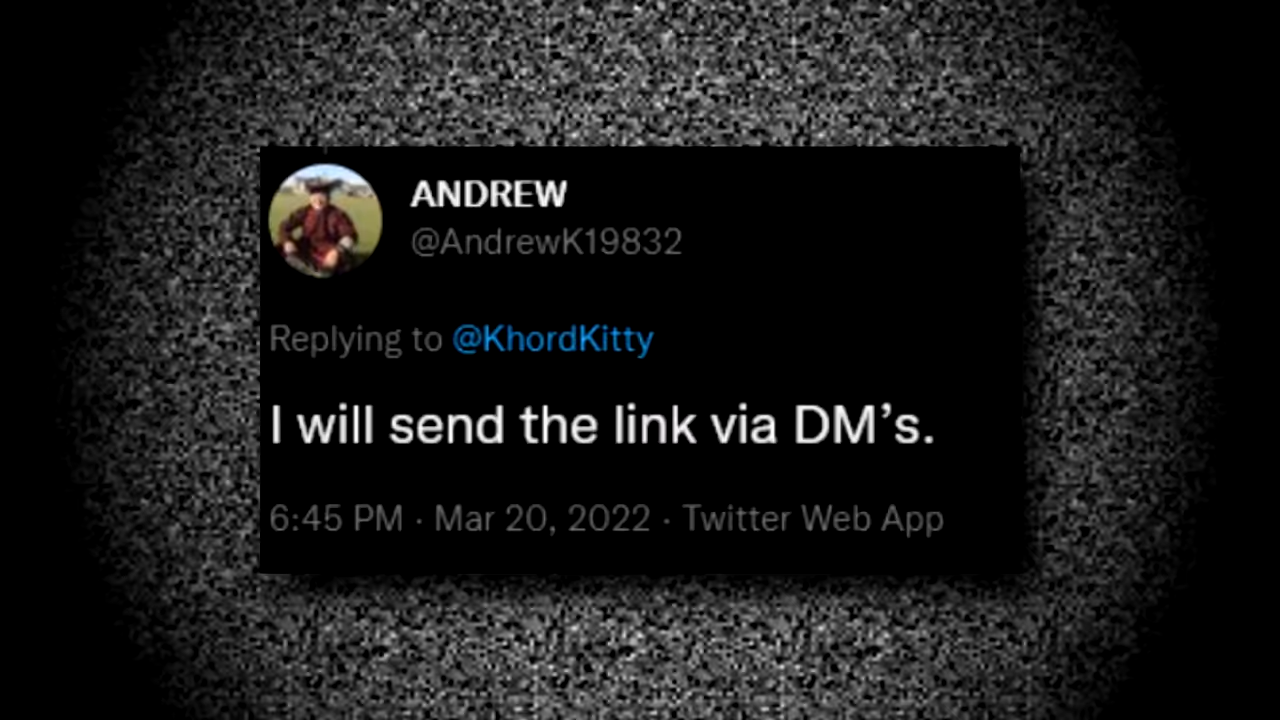 ANDREW
@AndrewK19832
Replying to @KhordKitty
I will send the link via DM’s.
6:45 PM · Mar 20, 2022 · Twitter Web App